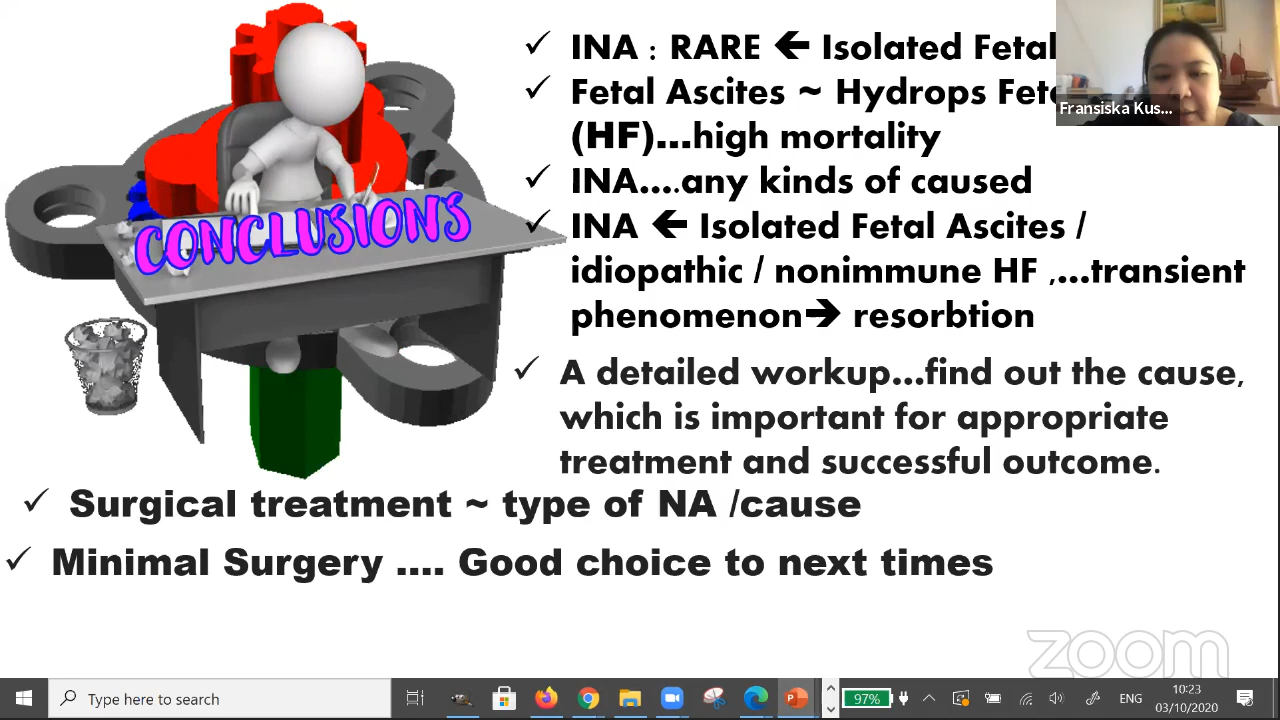 ✓ INA : RARE 🡸 Isolated Fetal
✓ Fetal Ascites ~ Hydrops
(HF)...high mortality
✓ INA....any kinds of caused
✓ INA 🡸 Isolated Fetal Ascites /
idiopathic / nonimmune HF ,...transient
phenomenon🡺 resorbtion
✓ A detailed workup...find out the cause,
which is important for appropriate
treatment and successful outcome.
✓ Surgical treatment ~ type of NA /cause
✓ Minimal Surgery .... Good choice to next times
CONCLUSIONS
Fransiska Kus...
zoom
Type here to search
97%
ENG
10:23
03/10/2020